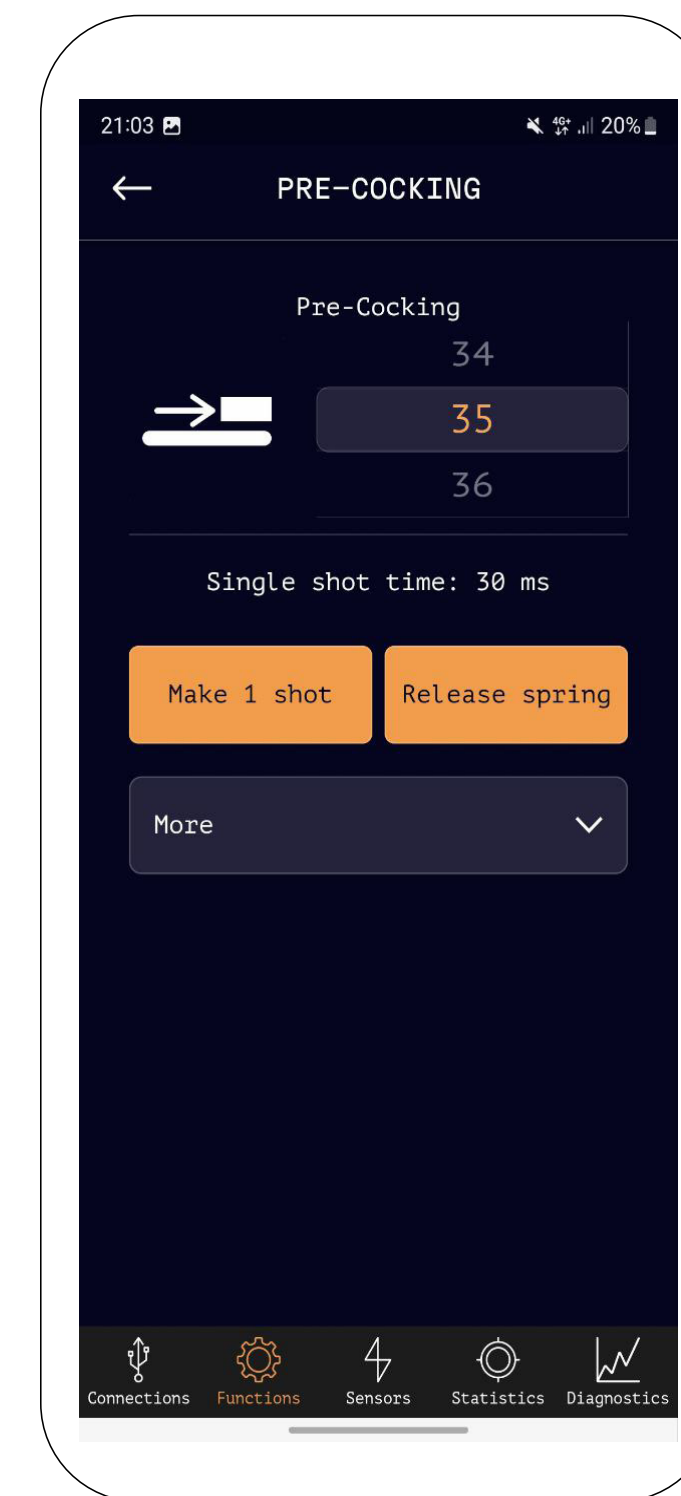 21:03 4G+ 20%
PRE-COCKING
Pre-Cocking
34
35
36
Single shot time: 30 ms
Make 1 shot Release spring
More
Connections Functions Sensors Statistics Diagnostics